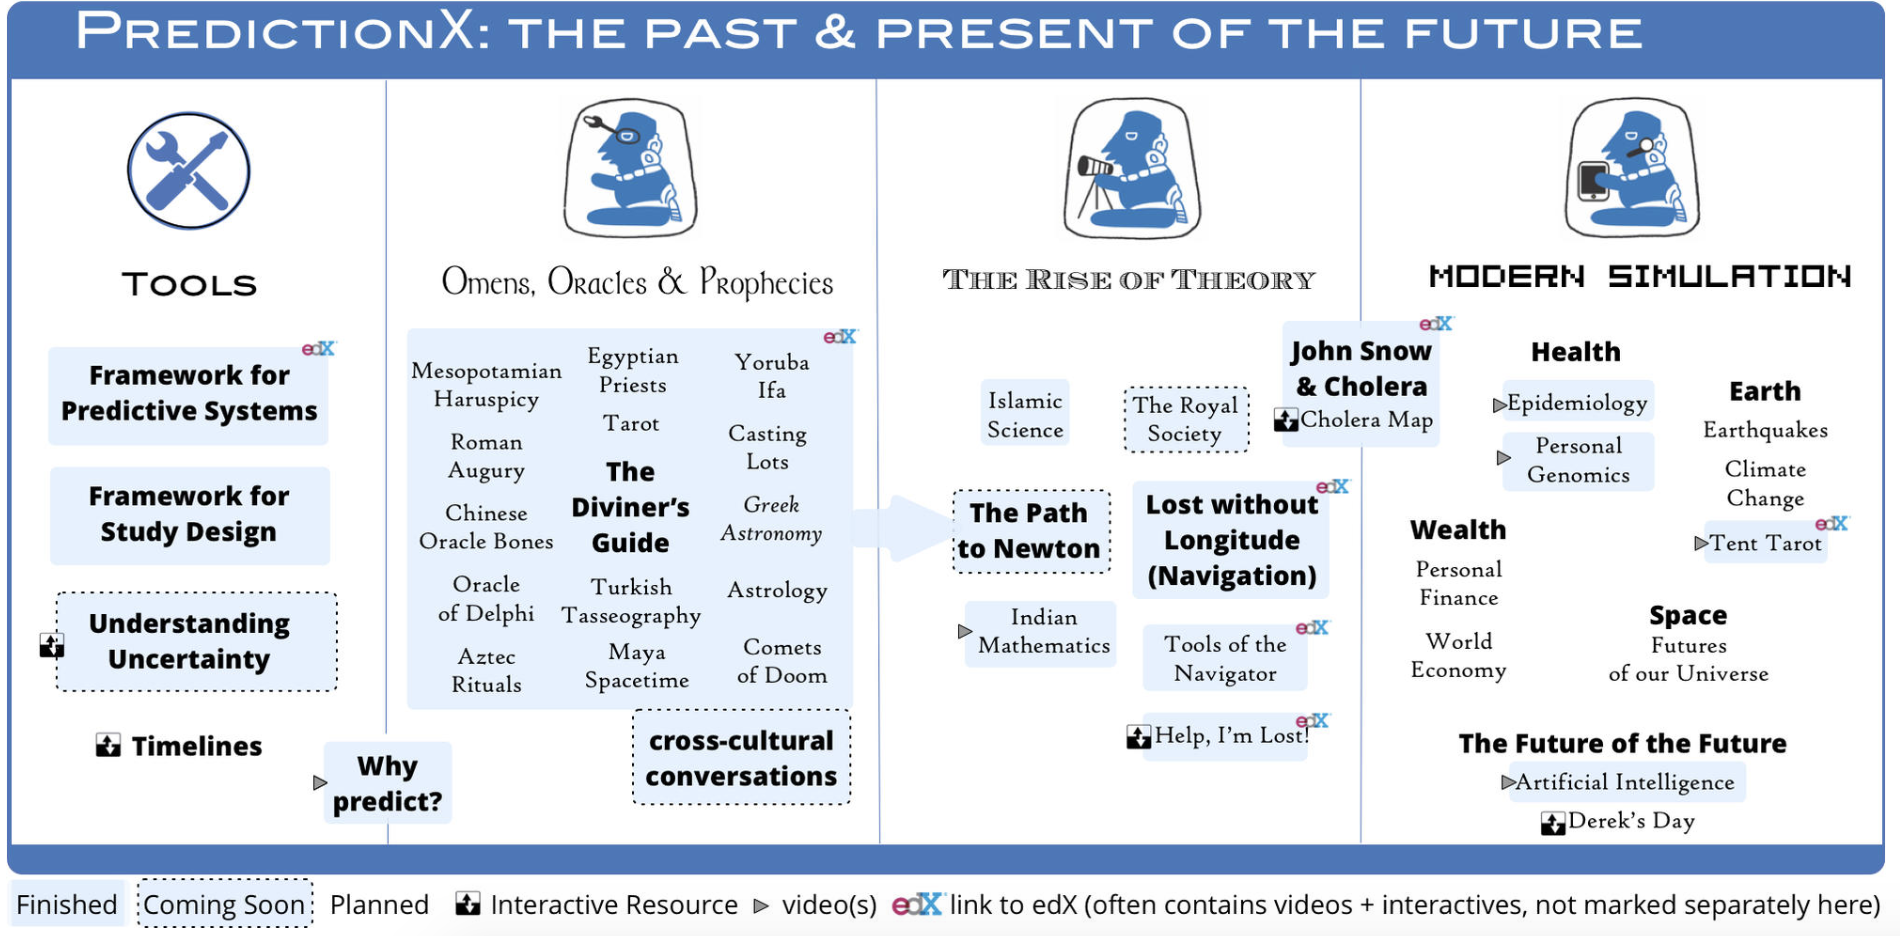 PredictionX: the past & present of the future
Tools
Framework for
Predictive Systems
edX
Framework for
Study Design
Understanding
Uncertainty
Timelines
Why
predict?
Omens, Oracles & Prophecies
edX
Mesopotamian
Haruspicy
Roman
Augury
Chinese
Oracle Bones
Oracle
of Delphi
Aztec
Rituals
Egyptian
Priests
Tarot
The
Diviner’s
Guide
Turkish
Tasseography
Maya
Spacetime
Yoruba
Ifa
Casting
Lots
Greek
Astronomy
Astrology
Comets
of Doom
cross-cultural
conversations
The Rise of Theory
Islamic
Science
The Royal
Society
John Snow
& Cholera
Cholera Map
edX
The Path
to Newton
Lost without
Longitude
(Navigation)
edX
Indian
Mathematics
Tools of the
Navigator
edX
Help, I’m Lost!
edX
MODERN SIMULATION
Health
Epidemiology
Personal
Genomics
Earth
Earthquakes
Climate
Change
Tent Tarot
edX
Wealth
Personal
Finance
World
Economy
Space
Futures
of our Universe
The Future of the Future
Artificial Intelligence
Derek’s Day
Finished Coming Soon Planned Interactive Resource video(s) edX link to edX (often contains videos + interactives, not marked separately here)